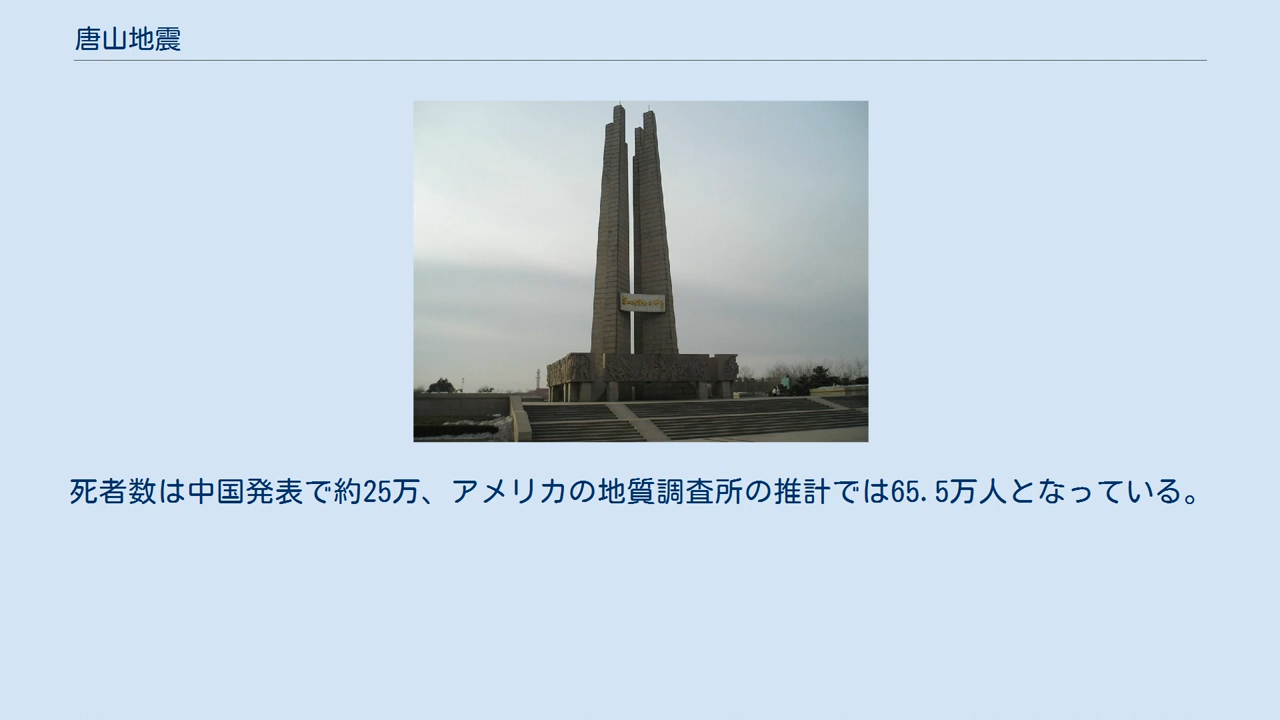 唐山地震
死者数は中国発表で約25万、アメリカの地質調査所の推計では65.5万人となっている。